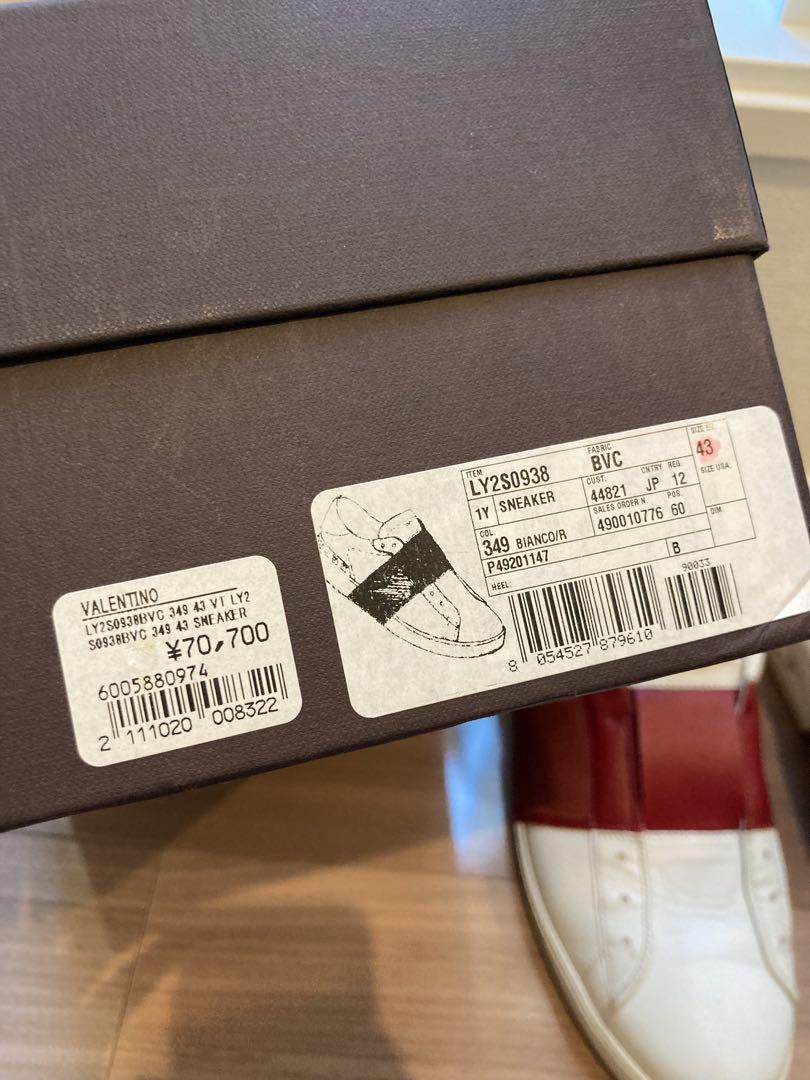 VALENTINO
LY2S0938BVC 349 43 VT LY2
S0938BVC 349 43 SNEAKER
¥70,700
6005880974
2 111020 008322
ITEM
LY2S0938
FABRIC
BVC
43
1Y SNEAKER
CUST.
44821
CNTRY
JP
REG.
12
SIZE USA
COL.
349 BIANCO/R
SALES ORDER N.
490010776
POS.
60
DIM
P49201147
B
HEEL:
90033
8 054527 879610